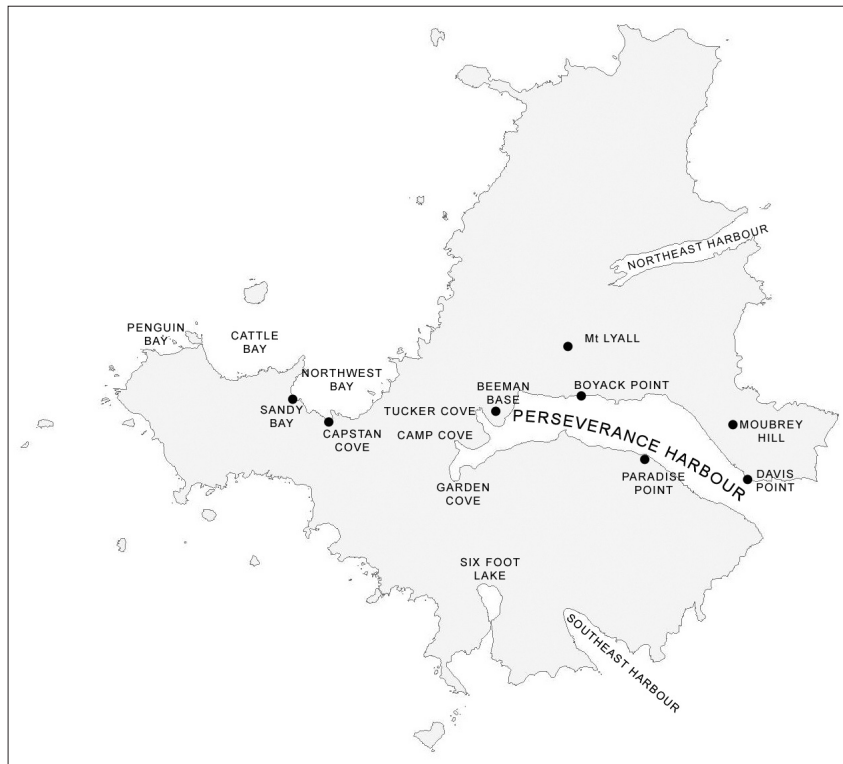 NORTHEAST HARBOUR
PENGUIN
BAY
CATTLE
BAY
Mt LYALL
NORTHWEST
BAY
BEEMAN
BASE
BOYACK POINT
SANDY
BAY
TUCKER COVE
CAPSTAN
COVE
CAMP COVE
PERSEVERANCE HARBOUR
MOUBREY
HILL
GARDEN
COVE
PARADISE
POINT
DAVIS
POINT
SIX FOOT
LAKE
SOUTHEAST HARBOUR